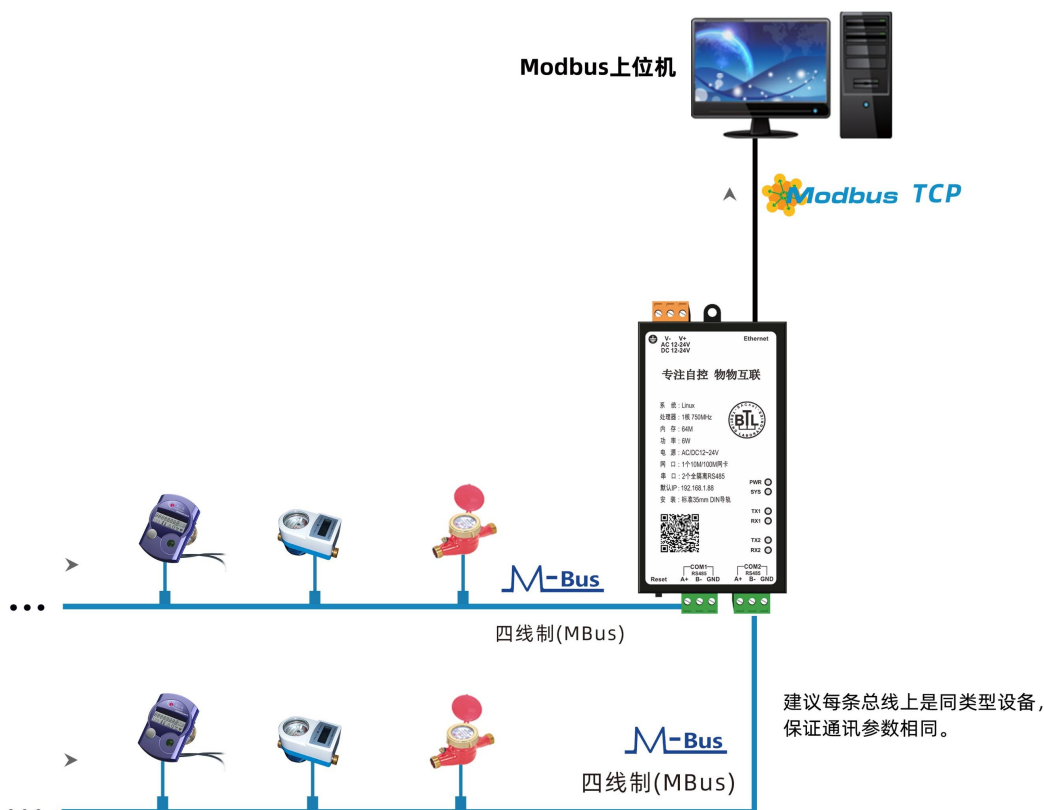 Modbus上位机
Modbus TCP
V- V+
AC 12-24V
DC 12-24V
Ethernet
专注自控 物物互联
系 统 : Linux
处理器 : 1核 750MHz
内 存 : 64M
功 率 : 6W
电 源 : AC/DC12~24V
网 口 : 1个10M/100M网卡
串 口 : 2个全隔离RS485
默认IP : 192.168.1.88
安 装 : 标准35mm DIN导轨
BTL
PWR
SYS
TX1
RX1
TX2
RX2
COM1
RS485
COM2
RS485
Reset A+ B- GND A+ B- GND
M-Bus
四线制(MBus)
建议每条总线上是同类型设备，
保证通讯参数相同。
M-Bus
四线制(MBus)